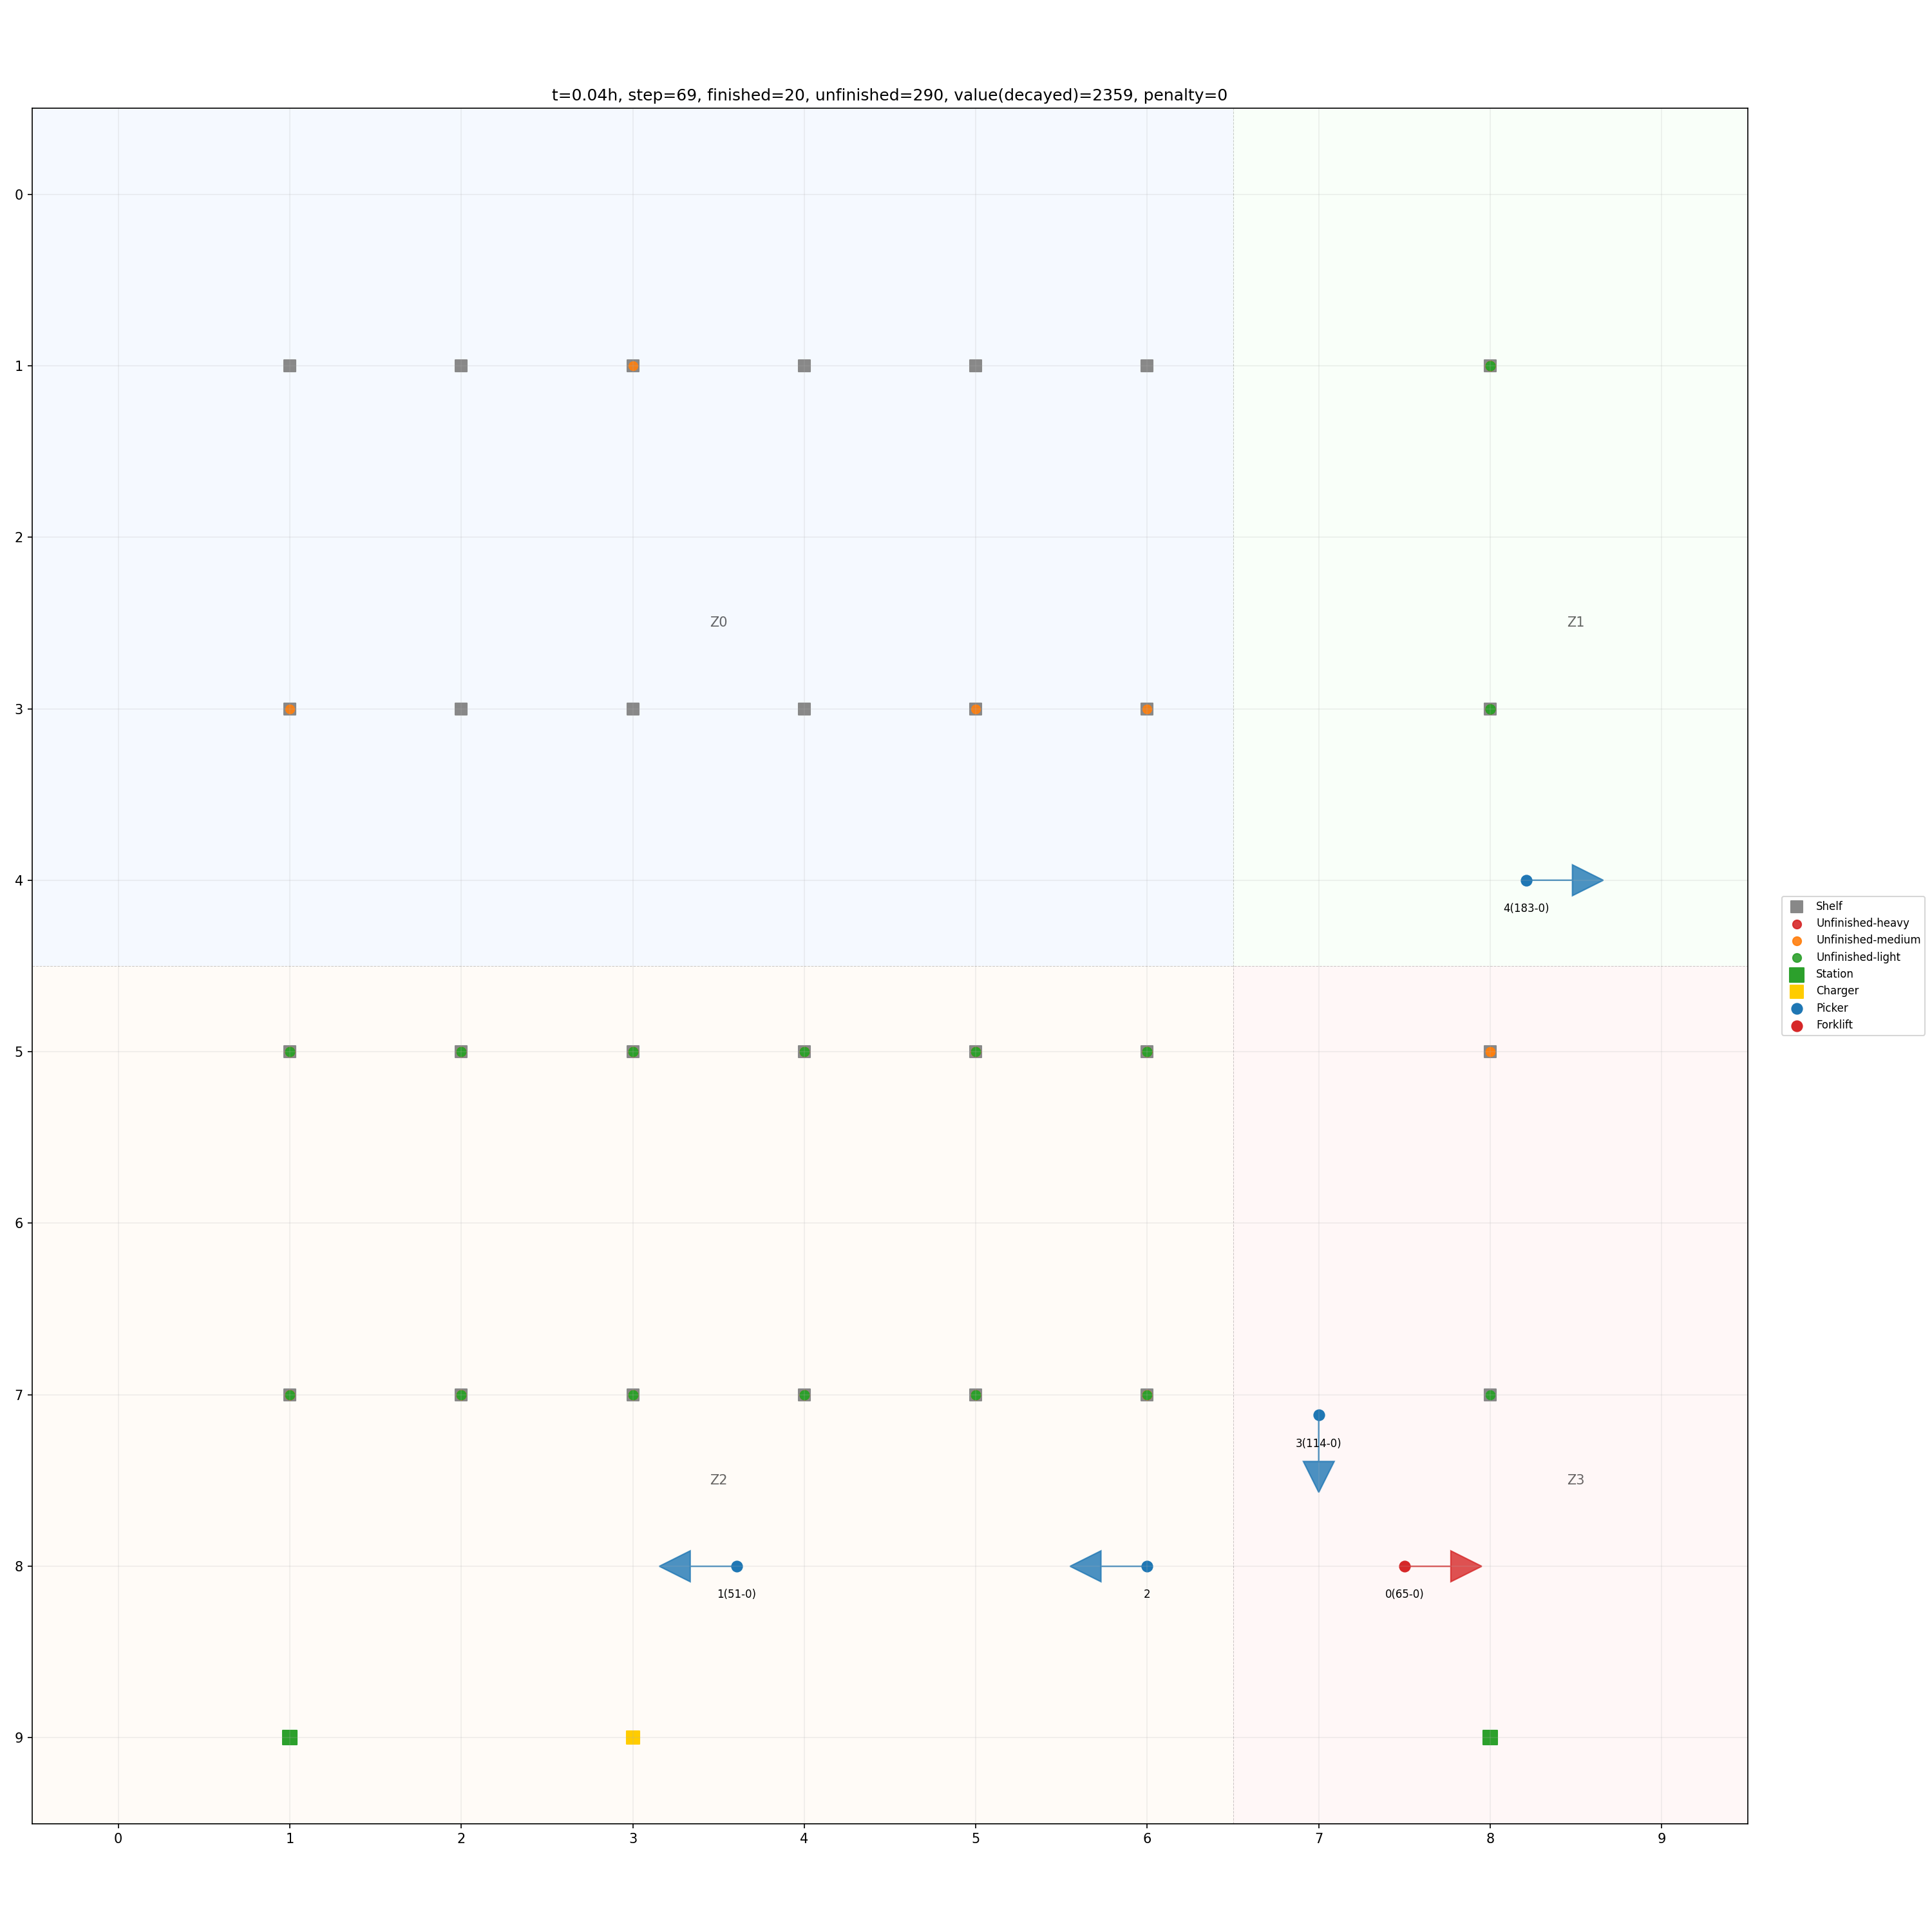 t=0.04h, step=69, finished=20, unfinished=290, value(decayed)=2359, penalty=0
0
1
2
Z0
Z1
3
4
4(183-0)
Shelf
Unfinished-heavy
Unfinished-medium
Unfinished-light
Station
Charger
Picker
Forklift
5
6
7
3(114-0)
Z2
Z3
8
1(51-0)
2
0(65-0)
9
0 1 2 3 4 5 6 7 8 9